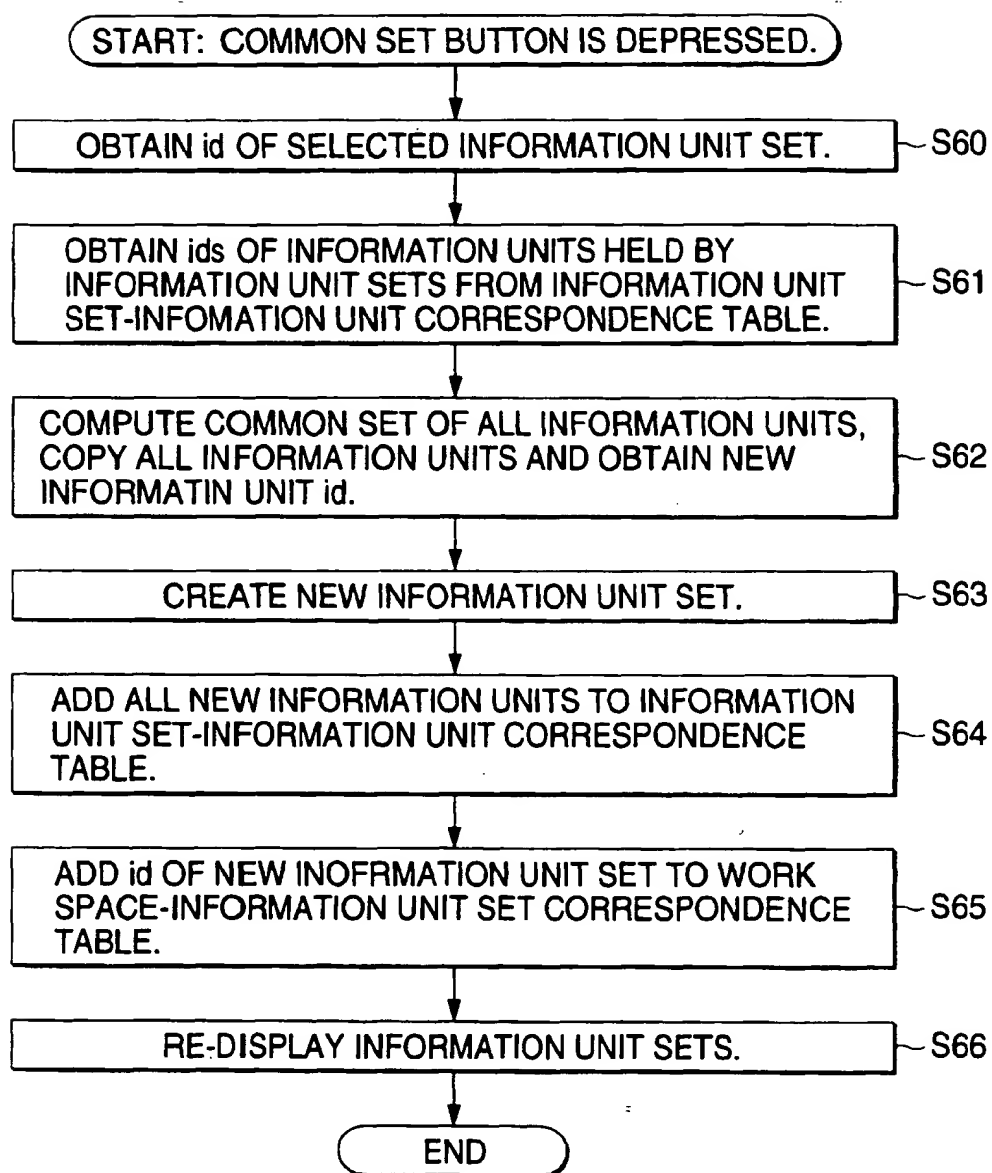 START: COMMON SET BUTTON IS DEPRESSED.
OBTAIN id OF SELECTED INFORMATION UNIT SET.
S60
OBTAIN ids OF INFORMATION UNITS HELD BY
INFORMATION UNIT SETS FROM INFORMATION UNIT
SET-INFOMATION UNIT CORRESPONDENCE TABLE.
S61
COMPUTE COMMON SET OF ALL INFORMATION UNITS,
COPY ALL INFORMATION UNITS AND OBTAIN NEW
INFORMATIN UNIT id.
S62
CREATE NEW INFORMATION UNIT SET.
S63
ADD ALL NEW INFORMATION UNITS TO INFORMATION
UNIT SET-INFORMATION UNIT CORRESPONDENCE
TABLE.
S64
ADD id OF NEW INOFRMATION UNIT SET TO WORK
SPACE-INFORMATION UNIT SET CORRESPONDENCE
TABLE.
S65
RE-DISPLAY INFORMATION UNIT SETS.
S66
END